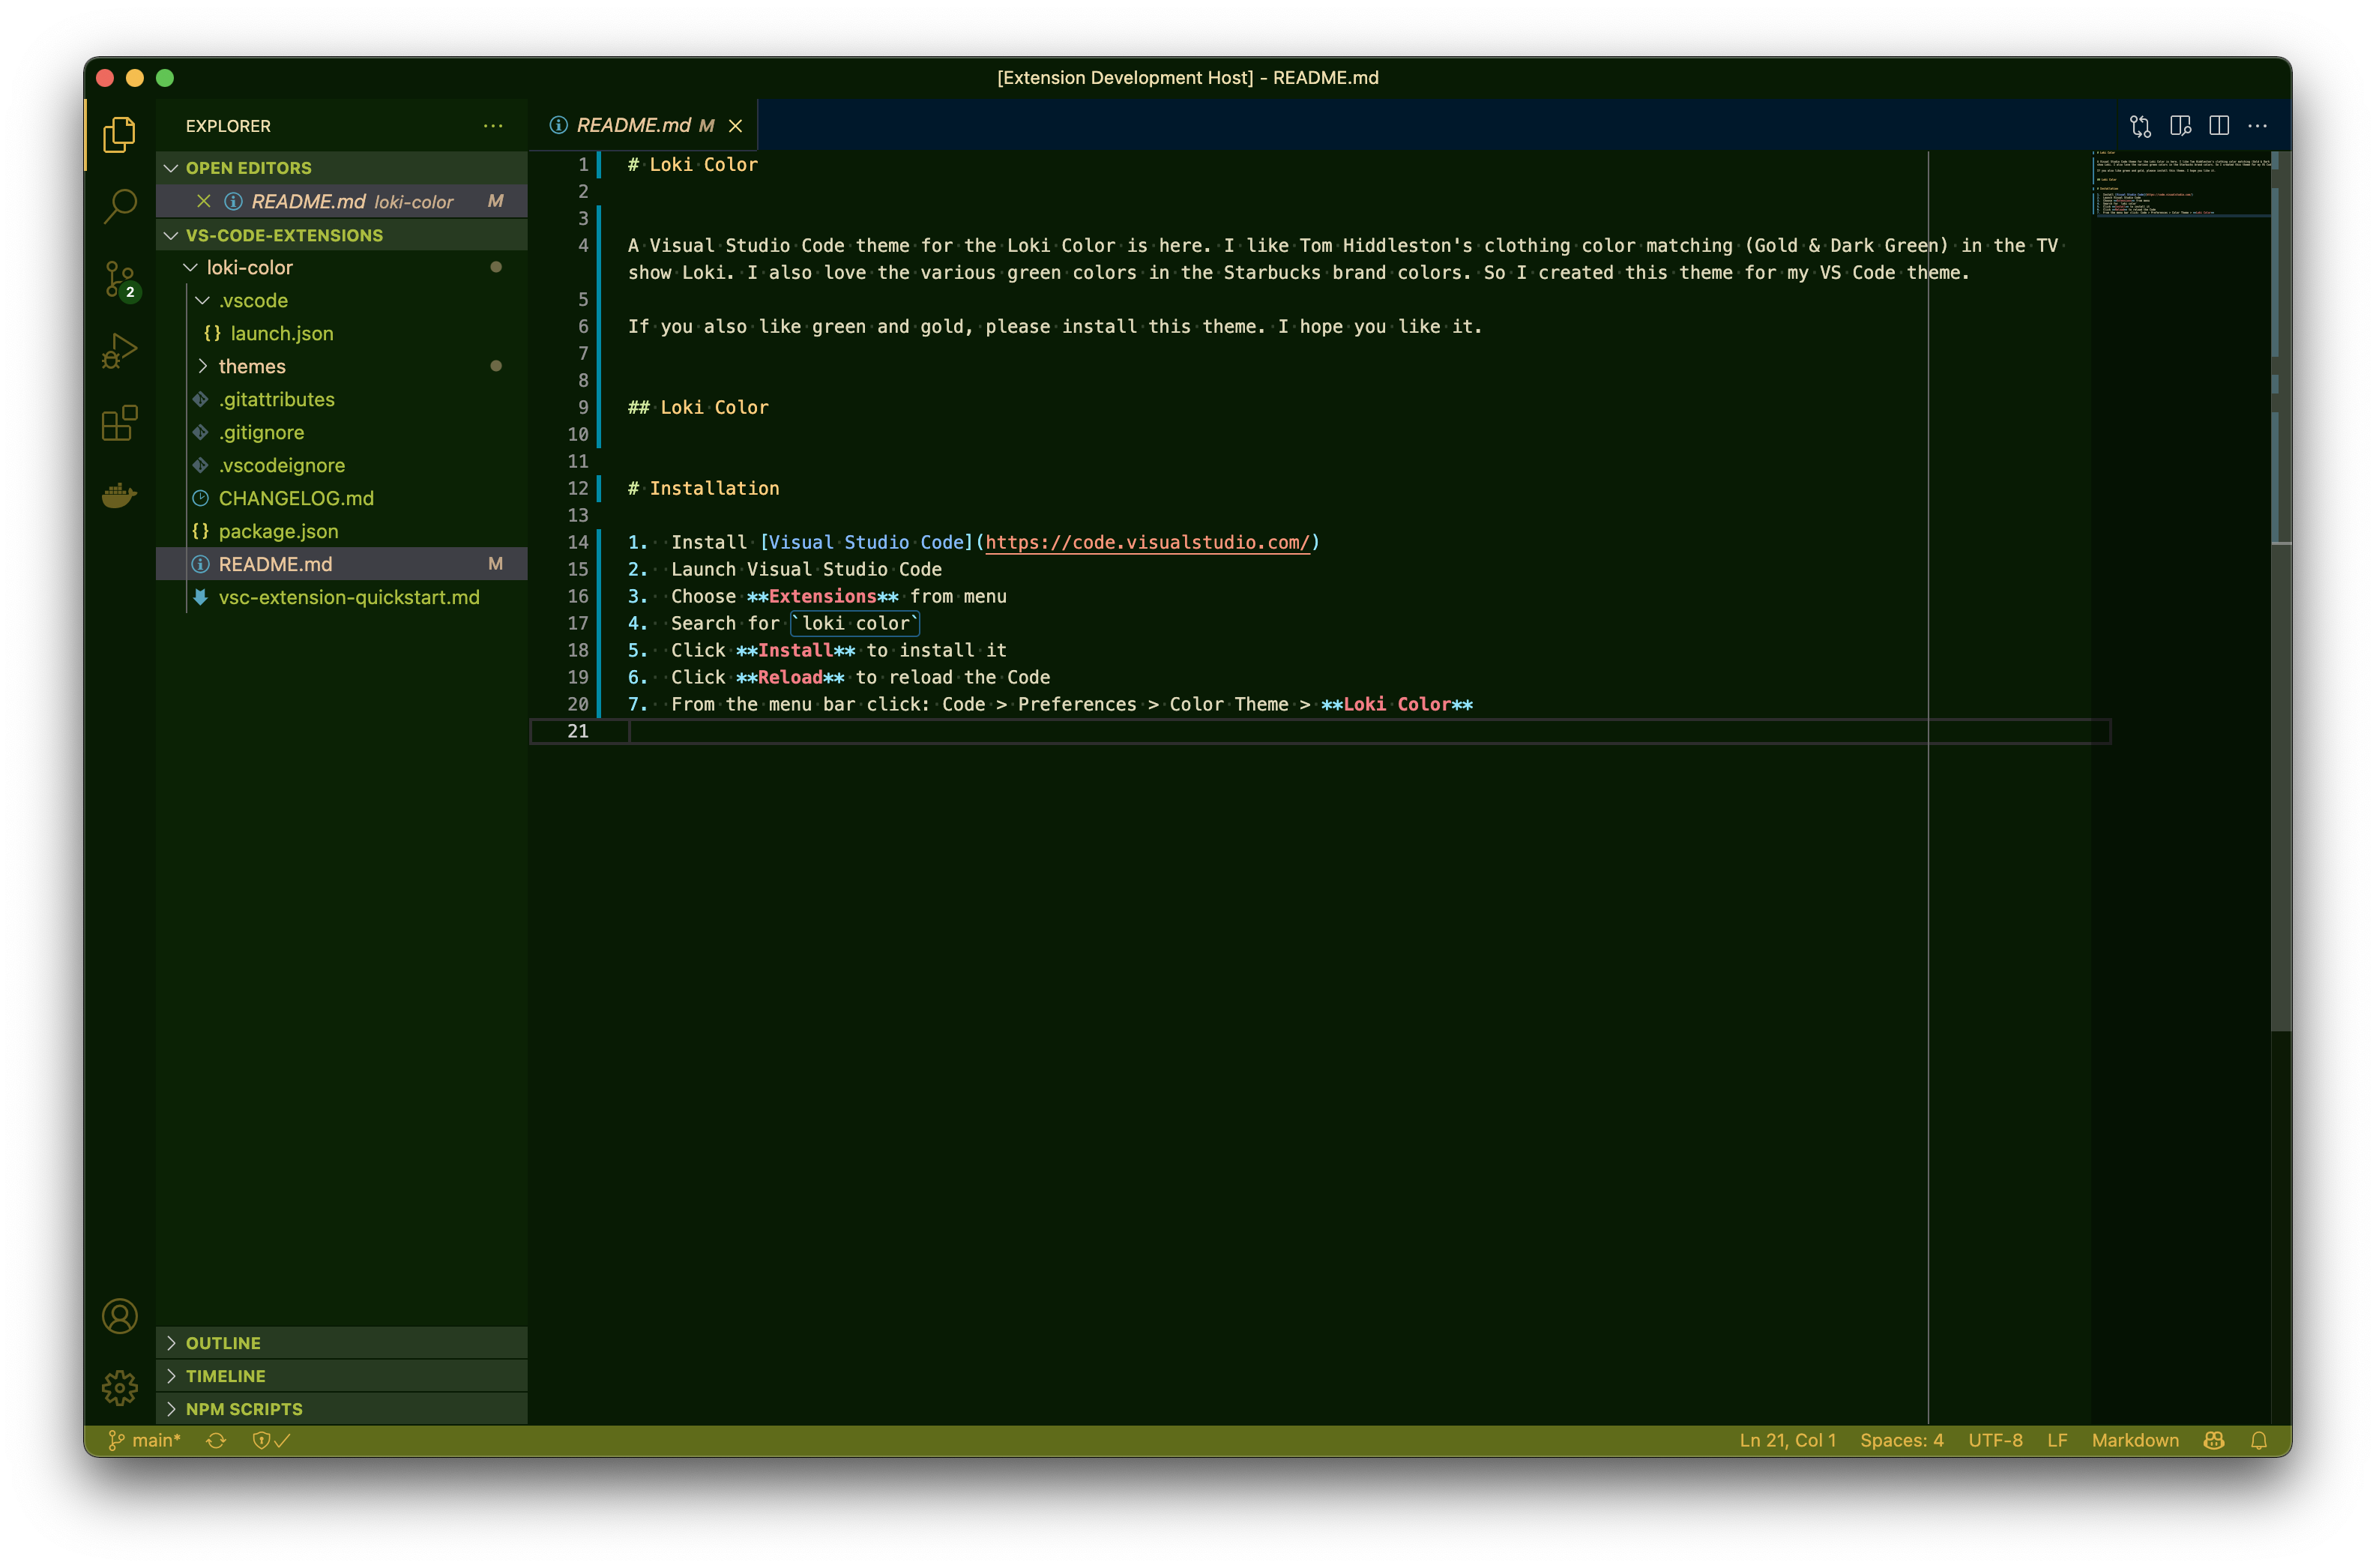 [Extension Development Host] - README.md
EXPLORER
README.md M
OPEN EDITORS
README.md loki-color M
VS-CODE-EXTENSIONS
loki-color
.vscode
{} launch.json
themes
.gitattributes
.gitignore
.vscodeignore
CHANGELOG.md
{} package.json
README.md M
vsc-extension-quickstart.md
2
1 # Loki Color
2
3
4 A Visual Studio Code theme for the Loki Color is here. I like Tom Hiddleston's clothing color matching (Gold & Dark Green) in the TV
show Loki. I also love the various green colors in the Starbucks brand colors. So I created this theme for my VS Code theme.
5
6 If you also like green and gold, please install this theme. I hope you like it.
7
8
9 ## Loki Color
10
11
12 # Installation
13
14 1. Install [Visual Studio Code](https://code.visualstudio.com/)
15 2. Launch Visual Studio Code
16 3. Choose **Extensions** from menu
17 4. Search for `loki color`
18 5. Click **Install** to install it
19 6. Click **Reload** to reload the Code
20 7. From the menu bar click: Code > Preferences > Color Theme > **Loki Color**
21
OUTLINE
TIMELINE
NPM SCRIPTS
main*
Ln 21, Col 1 Spaces: 4 UTF-8 LF Markdown